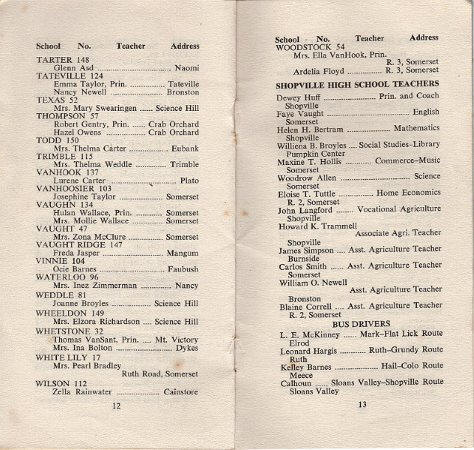 School No. Teacher Address
TARTER 148
Glenn Asd ........ Naomi
TATEVILLE 124
Emma Taylor, Prin. ........ Tateville
Nancy Newell ........ Bronston
TEXAS 52
Mrs. Mary Swearingen ...... Science Hill
THOMPSON 57
Robert Gentry, Prin. ...... Crab Orchard
Hazel Owens ........ Crab Orchard
TODD 150
Mrs. Thelma Carter ........ Eubank
TRIMBLE 115
Mrs. Thelma Weddle ...... Trimble
VANHOOK 137
Lurene Carter ........ Plato
VANHOOSIER 103
Josephine Taylor ........ Somerset
VAUGHN 134
Hulan Wallace, Prin. ........ Somerset
Mrs. Mollie Wallace ........ Somerset
VAUGHT 47
Mrs. Zona McClure ........ Somerset
VAUGHT RIDGE 147
Freda Jasper ........ Mangum
VINNIE 104
Ocie Barnes ........ Faubush
WATERLOO 96
Mrs. Inez Zimmerman ........ Nancy
WEDDLE 81
Joanne Broyles ........ Science Hill
WHEELDON 149
Mrs. Elzora Richardson .... Science Hill
WHETSTONE 32
Thomas VanSant, Prin. .... Mt. Victory
Mrs. Ina Bolton ........ Dykes
WHITE LILY 17
Mrs. Pearl Bradley
Ruth Road, Somerset
WILSON 112
Zella Rainwater ........ Cainstore
12
School No. Teacher Address
WOODSTOCK 54
Mrs. Ella VanHook, Prin.
R. 3, Somerset
Ardelia Floyd ........ R. 3, Somerset
SHOPVILLE HIGH SCHOOL TEACHERS
Dewey Huff ........ Prin. and Coach
Somerset
Faye Vaught ........ English
Somerset
Helen H. Bertram ........ Mathematics
Shopville
Williena B. Broyles .... Social Studies-Library
Pumpkin Center
Maxine T. Hollis ........ Commerce-Music
Somerset
Woodrow Allen ........ Science
Somerset
Eloise T. Tuttle ........ Home Economics
R. 2, Somerset
John Langford ...... Vocational Agriculture
Shopville
Howard K. Trammell
Associate Agri. Teacher
Shopville
James Simpson .... Asst. Agriculture Teacher
Burnside
Carlos Smith .... Asst. Agriculture Teacher
Somerset
William O. Newell
Asst. Agriculture Teacher
Bronston
Blaine Correll .... Asst. Agriculture Teacher
R. 2, Somerset
BUS DRIVERS
L. E. McKinney .... Mark-Flat Lick Route
Elrod
Leonard Hargis ........ Ruth-Grundy Route
Ruth
Kelley Barnes ........ Hail-Colo Route
Meece
Calhoun ..... Sloans Valley-Shopville Route
Sloans Valley
13